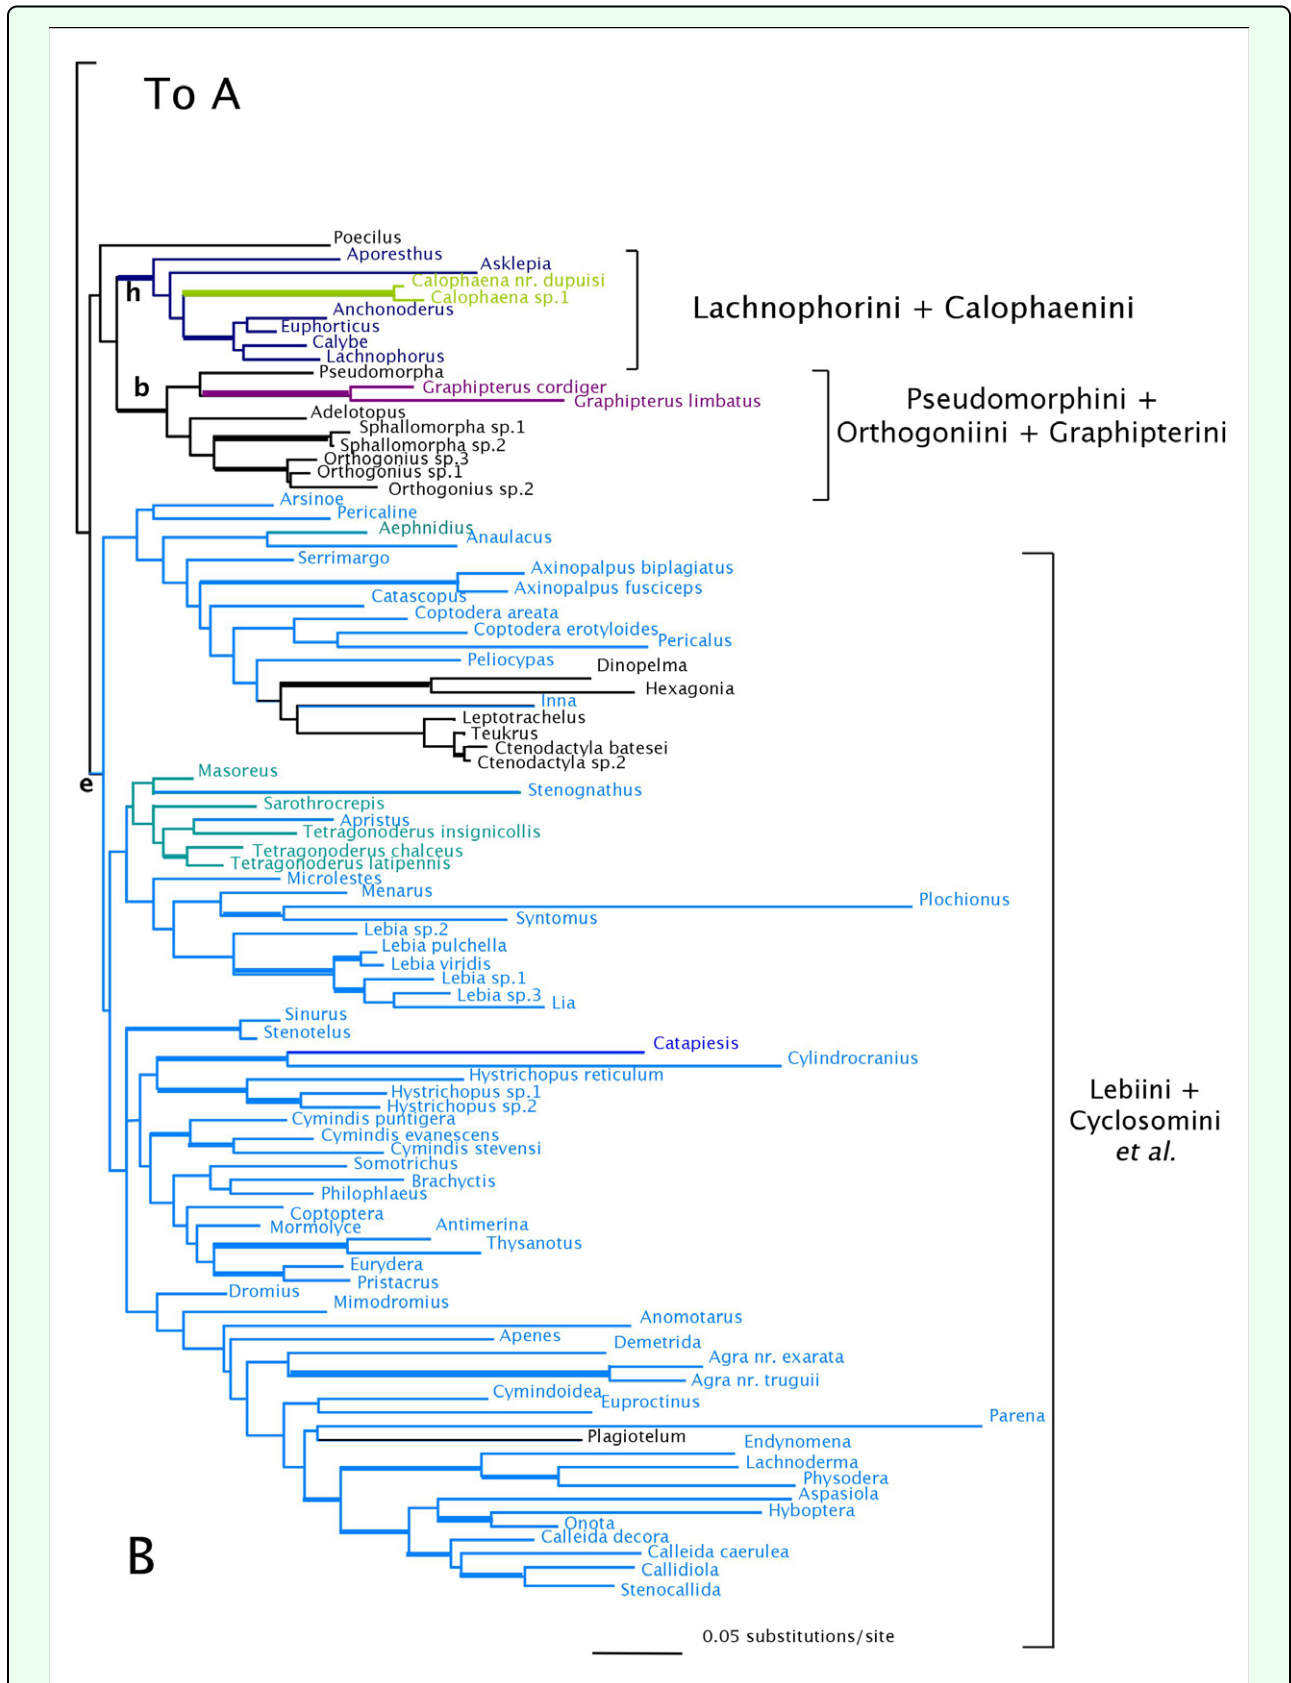 To A
Poecilus
Aporesthus
Asklepia
Calophaena nr. dupuisi
Calophaena sp.1
h
Anchonoderus
Lachnophorini + Calophaenini
Euphorticus
Calybe
Lachnophorus
Pseudomorpha
b
Graphipterus cordiger
Graphipterus limbatus
Pseudomorphini +
Orthogoniini + Graphipterini
Adelotopus
Sphallomorpha sp.1
Sphallomorpha sp.2
Orthogonius sp.3
Orthogonius sp.1
Orthogonius sp.2
Arsinoe
Pericaline
Aephnidius
Anaulacus
Serrimargo
Axinopalpus biplagiatus
Axinopalpus fusciceps
Catascopus
Coptodera areata
Coptodera erotyloides
Pericalus
Peliocypas
Dinopelma
Hexagonia
Inna
Leptotrachelus
Teukrus
Ctenodactyla batesei
Ctenodactyla sp.2
Masoreus
e
Stenognathus
Sarothrocrepis
Apristus
Tetragonoderus insignicollis
Tetragonoderus chalceus
Tetragonoderus latipennis
Microlestes
Menarus
Plochionus
Syntomus
Lebia sp.2
Lebia pulchella
Lebia viridis
Lebia sp.1
Lebia sp.3
Lia
Sinurus
Stenotelus
Catapiesis
Cylindrocranius
Hystrichopus reticulum
Hystrichopus sp.1
Hystrichopus sp.2
Lebiini +
Cyclosomini
et al.
Cymindis puntigera
Cymindis evanescens
Cymindis stevensi
Somotrichus
Brachyctis
Philophlaeus
Coptoptera
Mormolyce
Antimerina
Thysanotus
Eurydera
Pristacrus
Dromius
Mimodromius
Anomotarus
Apenes
Demetrida
Agra nr. exarata
Agra nr. truguii
Cymindoidea
Euproctinus
Parena
Plagiotelum
Endynomena
Lachnoderma
Physodera
Aspasiola
Hyboptera
Onota
Calleida decora
Calleida caerulea
Callidiola
Stenocallida
B
0.05 substitutions/site